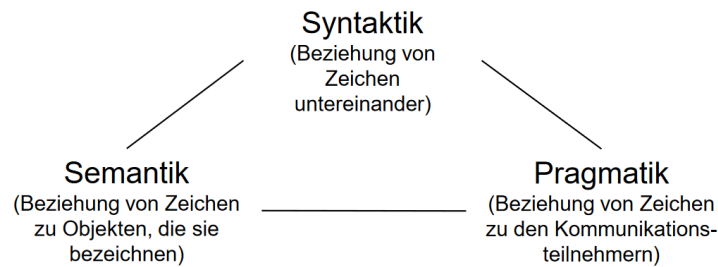 Syntaktik
(Beziehung von
Zeichen
untereinander)
Semantik
(Beziehung von Zeichen
zu Objekten, die sie
bezeichnen)
Pragmatik
(Beziehung von Zeichen
zu den Kommunikations-
teilnehmern)